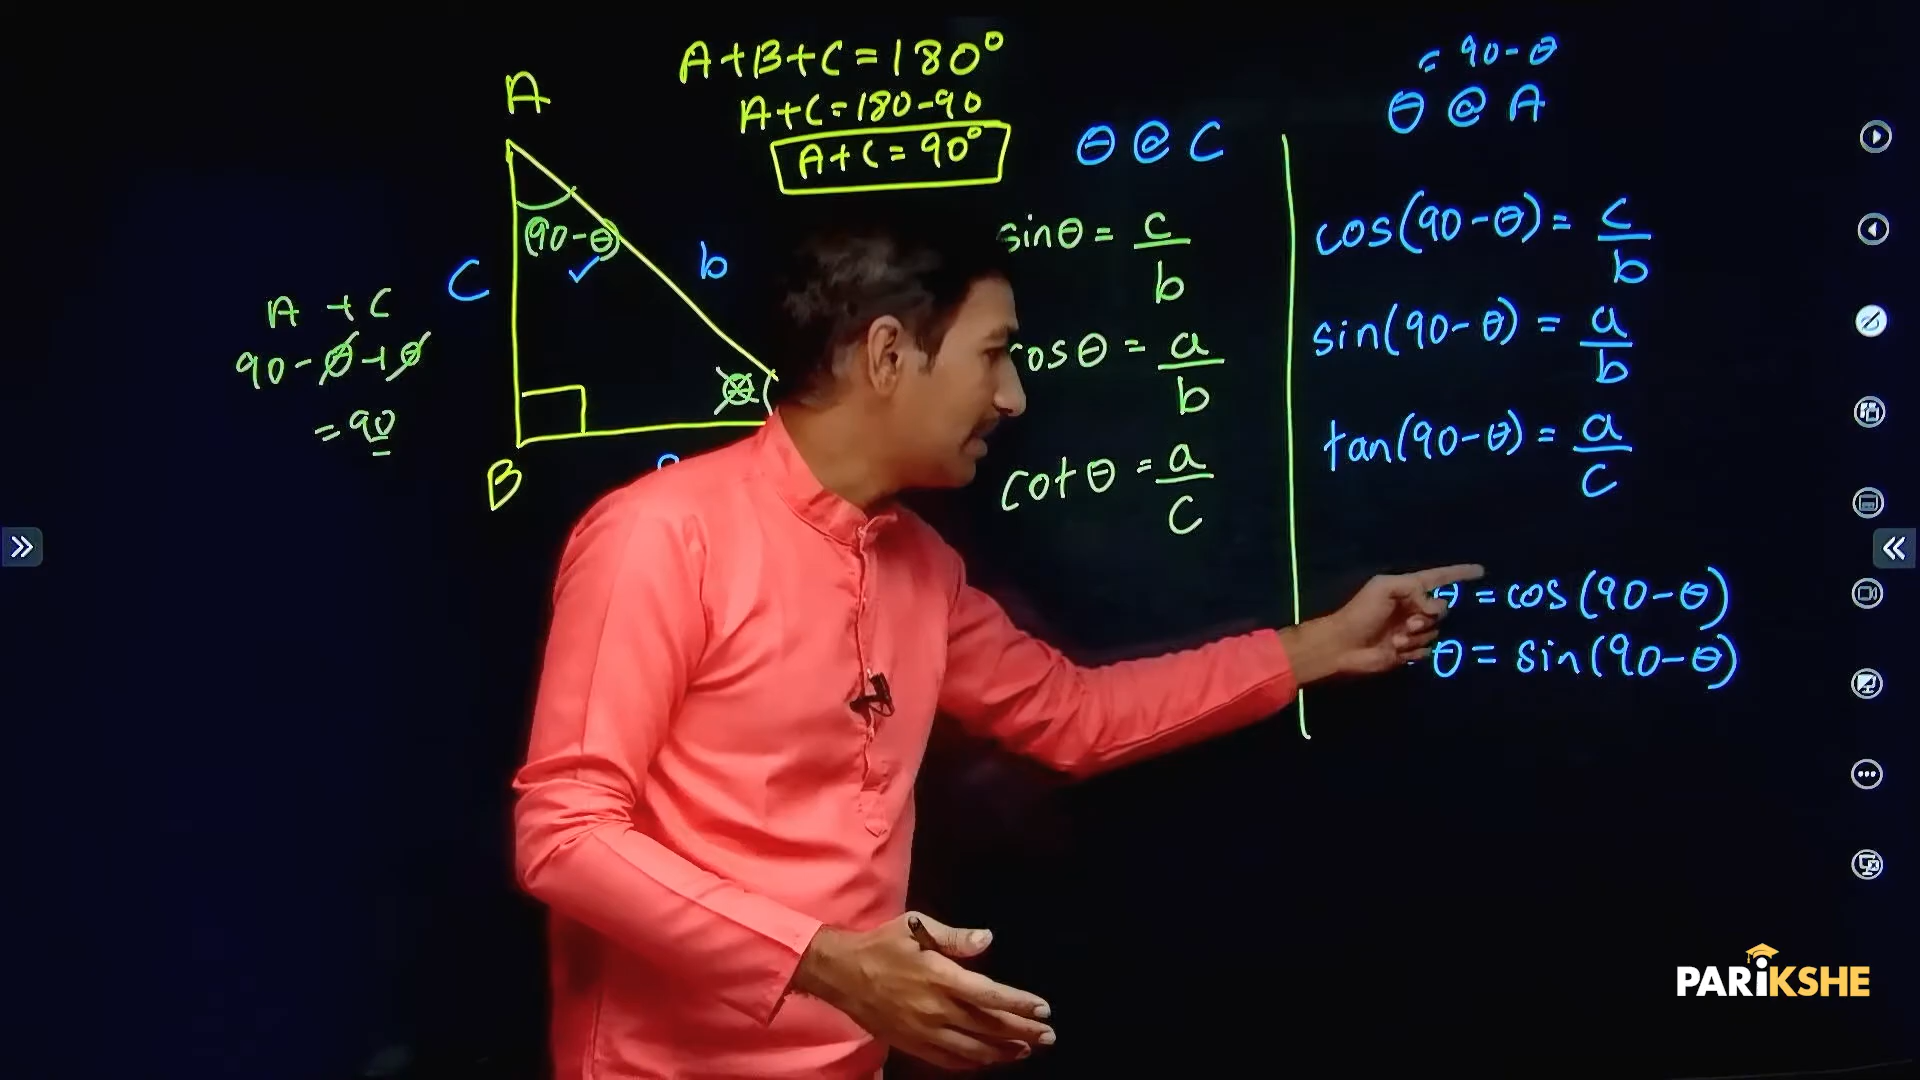 A+B+C=180°
A+C=180-90
A+C=90°
A
(90-θ)
C
b
B
A + C
90-θ+θ
=90
θ @ C
sinθ = c/b
cosθ = a/b
cotθ = a/c
= 90-θ
θ @ A
cos(90-θ) = c/b
sin(90-θ) = a/b
tan(90-θ) = a/c
= cos(90-θ)
θ = sin(90-θ)
PARiKSHE